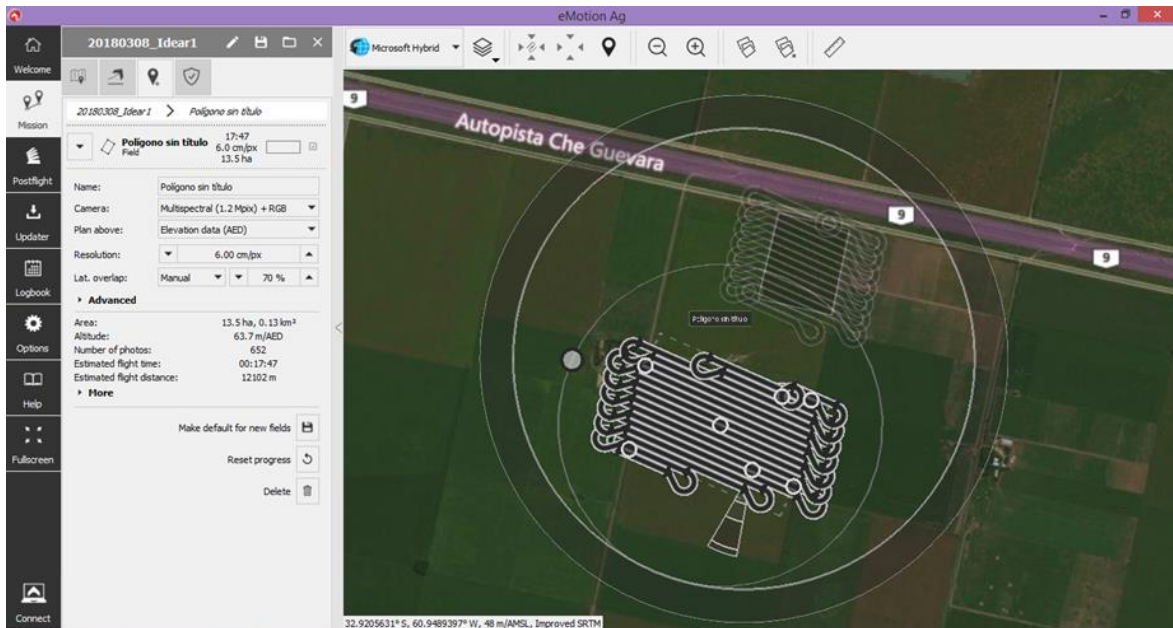 eMotion Ag
Welcome
Mission
Postflight
Updater
Logbook
Options
Help
Fullscreen
Connect
20180308_Idear1
20180308_Idear1 > Polígono sin título
Polígono sin título
Field
17:47
6.0 cm/px
13.5 ha
Name: Polígono sin título
Camera: Multispectral (1.2 Mpix) + RGB
Plan above: Elevation data (AED)
Resolution: 6.00 cm/px
Lat. overlap: Manual 70 %
Advanced
Area: 13.5 ha, 0.13 km²
Altitude: 63.7 m/AED
Number of photos: 652
Estimated flight time: 00:17:47
Estimated flight distance: 12102 m
More
Make default for new fields
Reset progress
Delete
Microsoft Hybrid
9
Autopista Che Guevara
9
9
Polígono sin título
32.9205631° S, 60.9489397° W, 48 m/AMSL, Improved SRTM